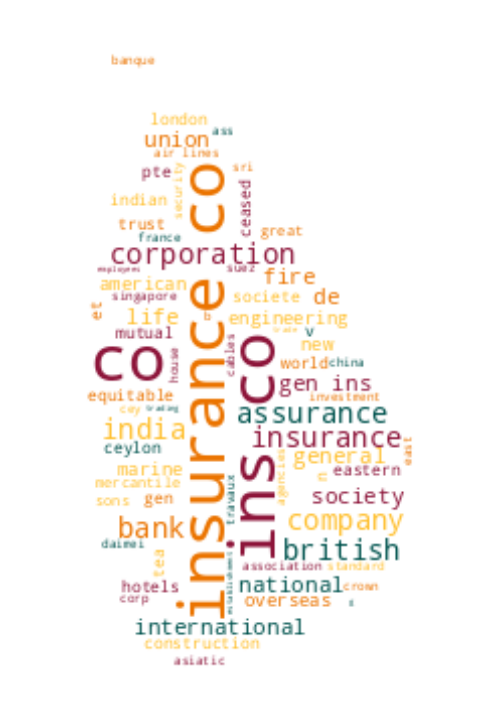 banque
london
ass
union
air lines
pte
security
co
sri
indian
ceased
trust
great
france
corporation
employees
suez
fire
american
singapore
societe
de
et
life
b
engineering
mutual
trade
v
new
co
house
insurance
cables
co
world
china
gen ins
equitable
investment
cey
trading
assurance
india
insurance
east
ceylon
general
marine
eastern
mercantile
agencies
n
ins
society
sons
gen
travaux
company
bank
british
daimei
tea
association
standard
hotels
national
crown
corp
overseas
international
construction
asiatic